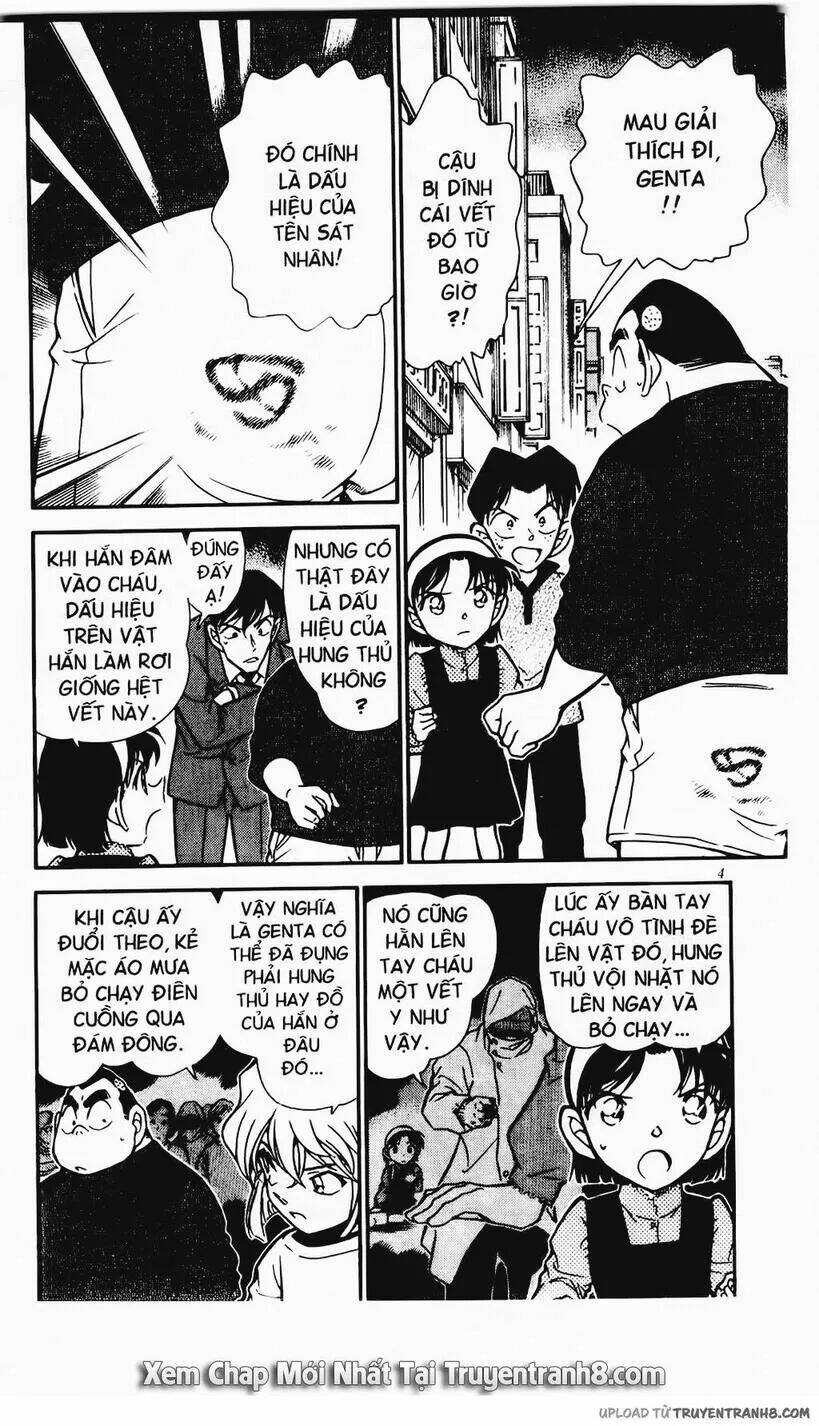 MAU GIẢI
THÍCH ĐI,
GENTA
!!
CẬU
BỊ DÍNH
CÁI VẾT
ĐÓ TỪ
BAO
GIỜ
?!
ĐÓ CHÍNH
LÀ DẤU
HIỆU CỦA
TÊN SÁT
NHÂN!
NHƯNG CÓ
THẬT ĐÂY
LÀ DẤU
HIỆU CỦA
HUNG THỦ
KHÔNG
?
ĐÚNG
ĐẤY
Ạ!
KHI HẮN ĐÂM
VÀO CHÁU,
DẤU HIỆU
TRÊN VẬT
HẮN LÀM RƠI
GIỐNG HỆT
VẾT NÀY.
4
LÚC ẤY BÀN TAY
CHÁU VÔ TÌNH ĐÈ
LÊN VẬT ĐÓ, HUNG
THỦ VỘI NHẶT NÓ
LÊN NGAY VÀ
BỎ CHẠY...
NÓ CŨNG
HẰN LÊN
TAY CHÁU
MỘT VẾT
Y NHƯ
VẬY.
VẬY NGHĨA
LÀ GENTA CÓ
THỂ ĐÃ ĐỤNG
PHẢI HUNG
THỦ HAY ĐỒ
CỦA HẮN Ở
ĐÂU
ĐÓ...
KHI CẬU ẤY
ĐUỔI THEO, KẺ
MẶC ÁO MƯA
BỎ CHẠY ĐIÊN
CUỒNG QUA
ĐÁM ĐÔNG.
Xem Chap Mới Nhất Tại Truyentranh8.com
UPLOAD TỪ TRUYENTRANH8.COM